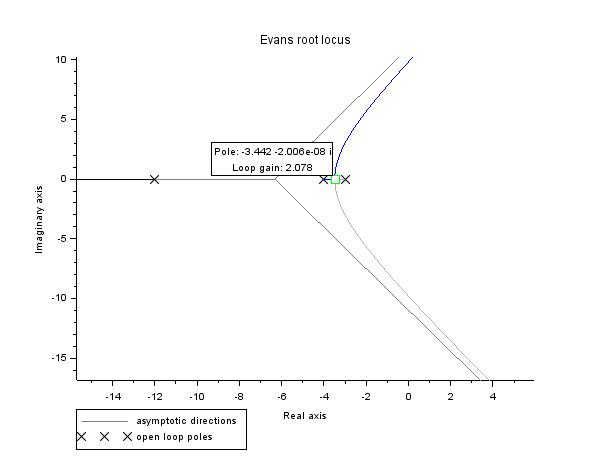 Evans root locus
10
5
0
-5
-10
-15
Imaginary axis
Pole: -3.442 -2.006e-08 i
Loop gain: 2.078
-14 -12 -10 -8 -6 -4 -2 0 2 4
Real axis
asymptotic directions
open loop poles